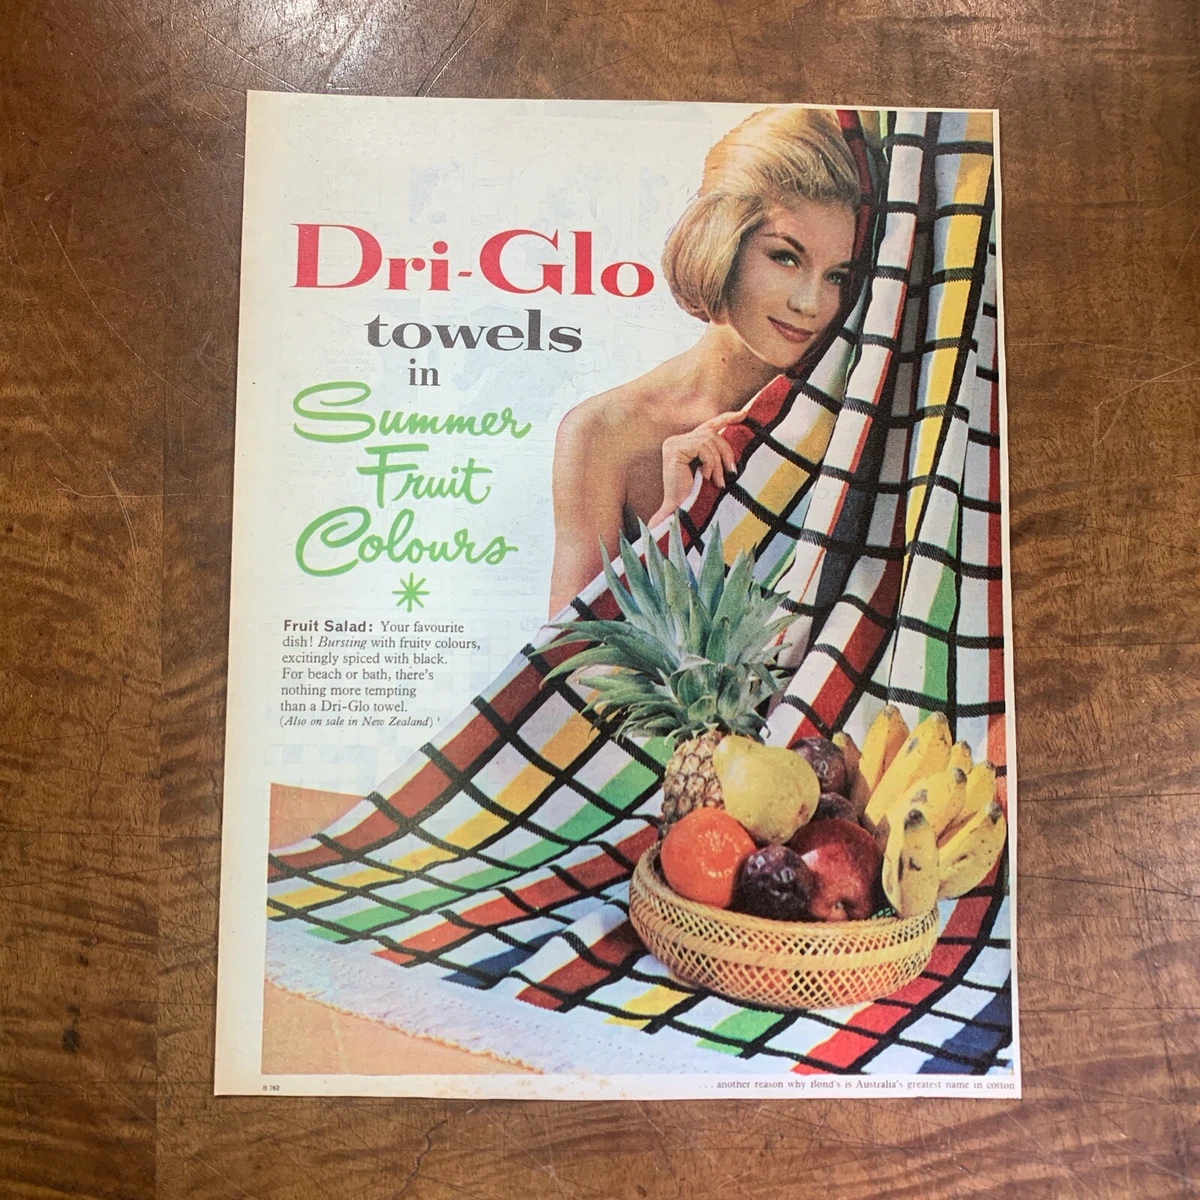 Dri-Glo
towels
in
Summer
Fruit
Colours
Fruit Salad: Your favourite
dish! Bursting with fruity colours,
excitingly spiced with black.
For beach or bath, there's
nothing more tempting
than a Dri-Glo towel.
(Also on sale in New Zealand)
B 762
. . . another reason why Bond's is Australia's greatest name in cotton